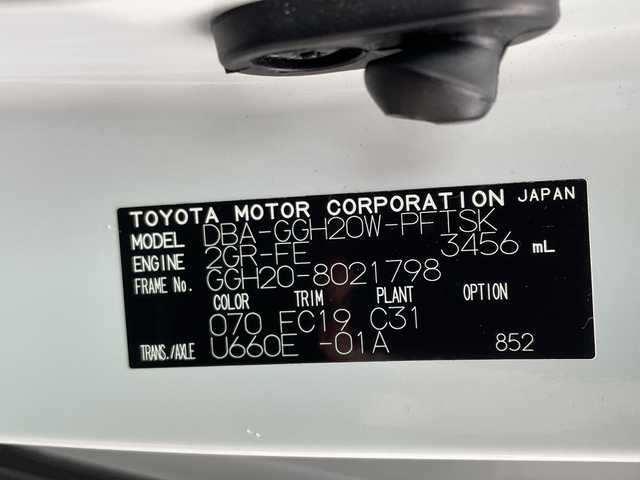 TOYOTA MOTOR CORPORATION JAPAN
MODEL DBA-GGH20W-PFTSK
ENGINE 2GR-FE 3456 mL
FRAME No. GGH20-8021798
COLOR TRIM PLANT OPTION
070 FC19 C31
TRANS./AXLE U660E -01A 852